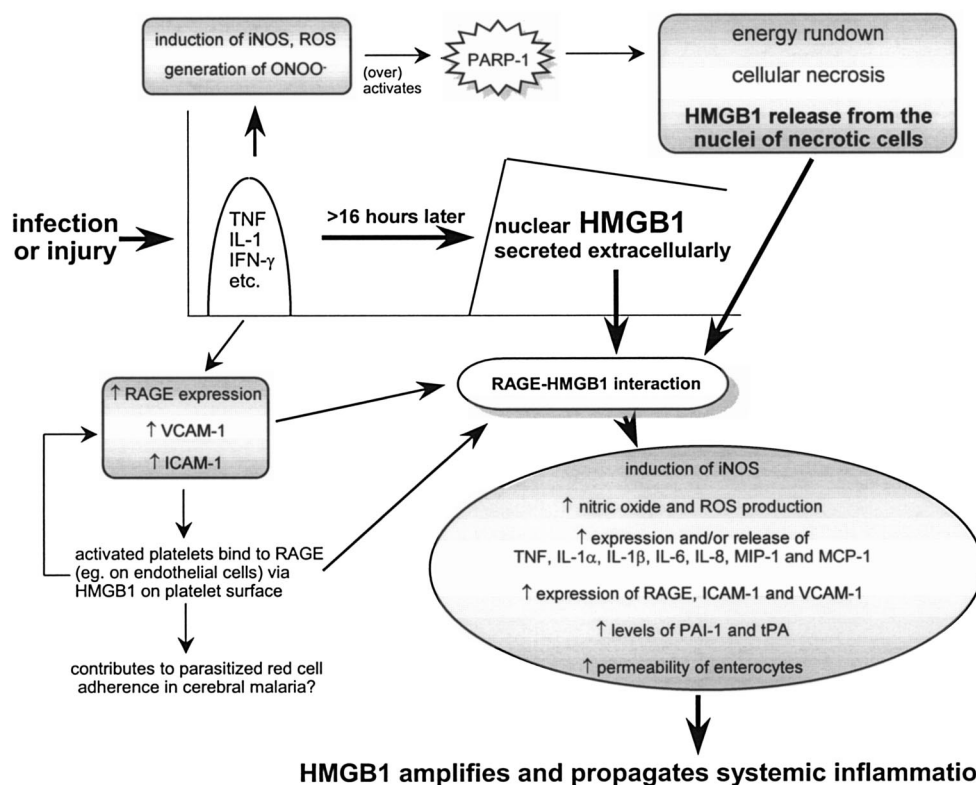 induction of iNOS, ROS
generation of ONOO-
(over)
activates
PARP-1
energy rundown
cellular necrosis
HMGB1 release from the
nuclei of necrotic cells
infection
or injury
TNF
IL-1
IFN-γ
etc.
>16 hours later
nuclear HMGB1
secreted extracellularly
RAGE-HMGB1 interaction
↑ RAGE expression
↑ VCAM-1
↑ ICAM-1
activated platelets bind to RAGE
(eg. on endothelial cells) via
HMGB1 on platelet surface
contributes to parasitized red cell
adherence in cerebral malaria?
induction of iNOS
↑ nitric oxide and ROS production
↑ expression and/or release of
TNF, IL-1α, IL-1β, IL-6, IL-8, MIP-1 and MCP-1
↑ expression of RAGE, ICAM-1 and VCAM-1
↑ levels of PAI-1 and tPA
↑ permeability of enterocytes
HMGB1 amplifies and propagates systemic inflammatio